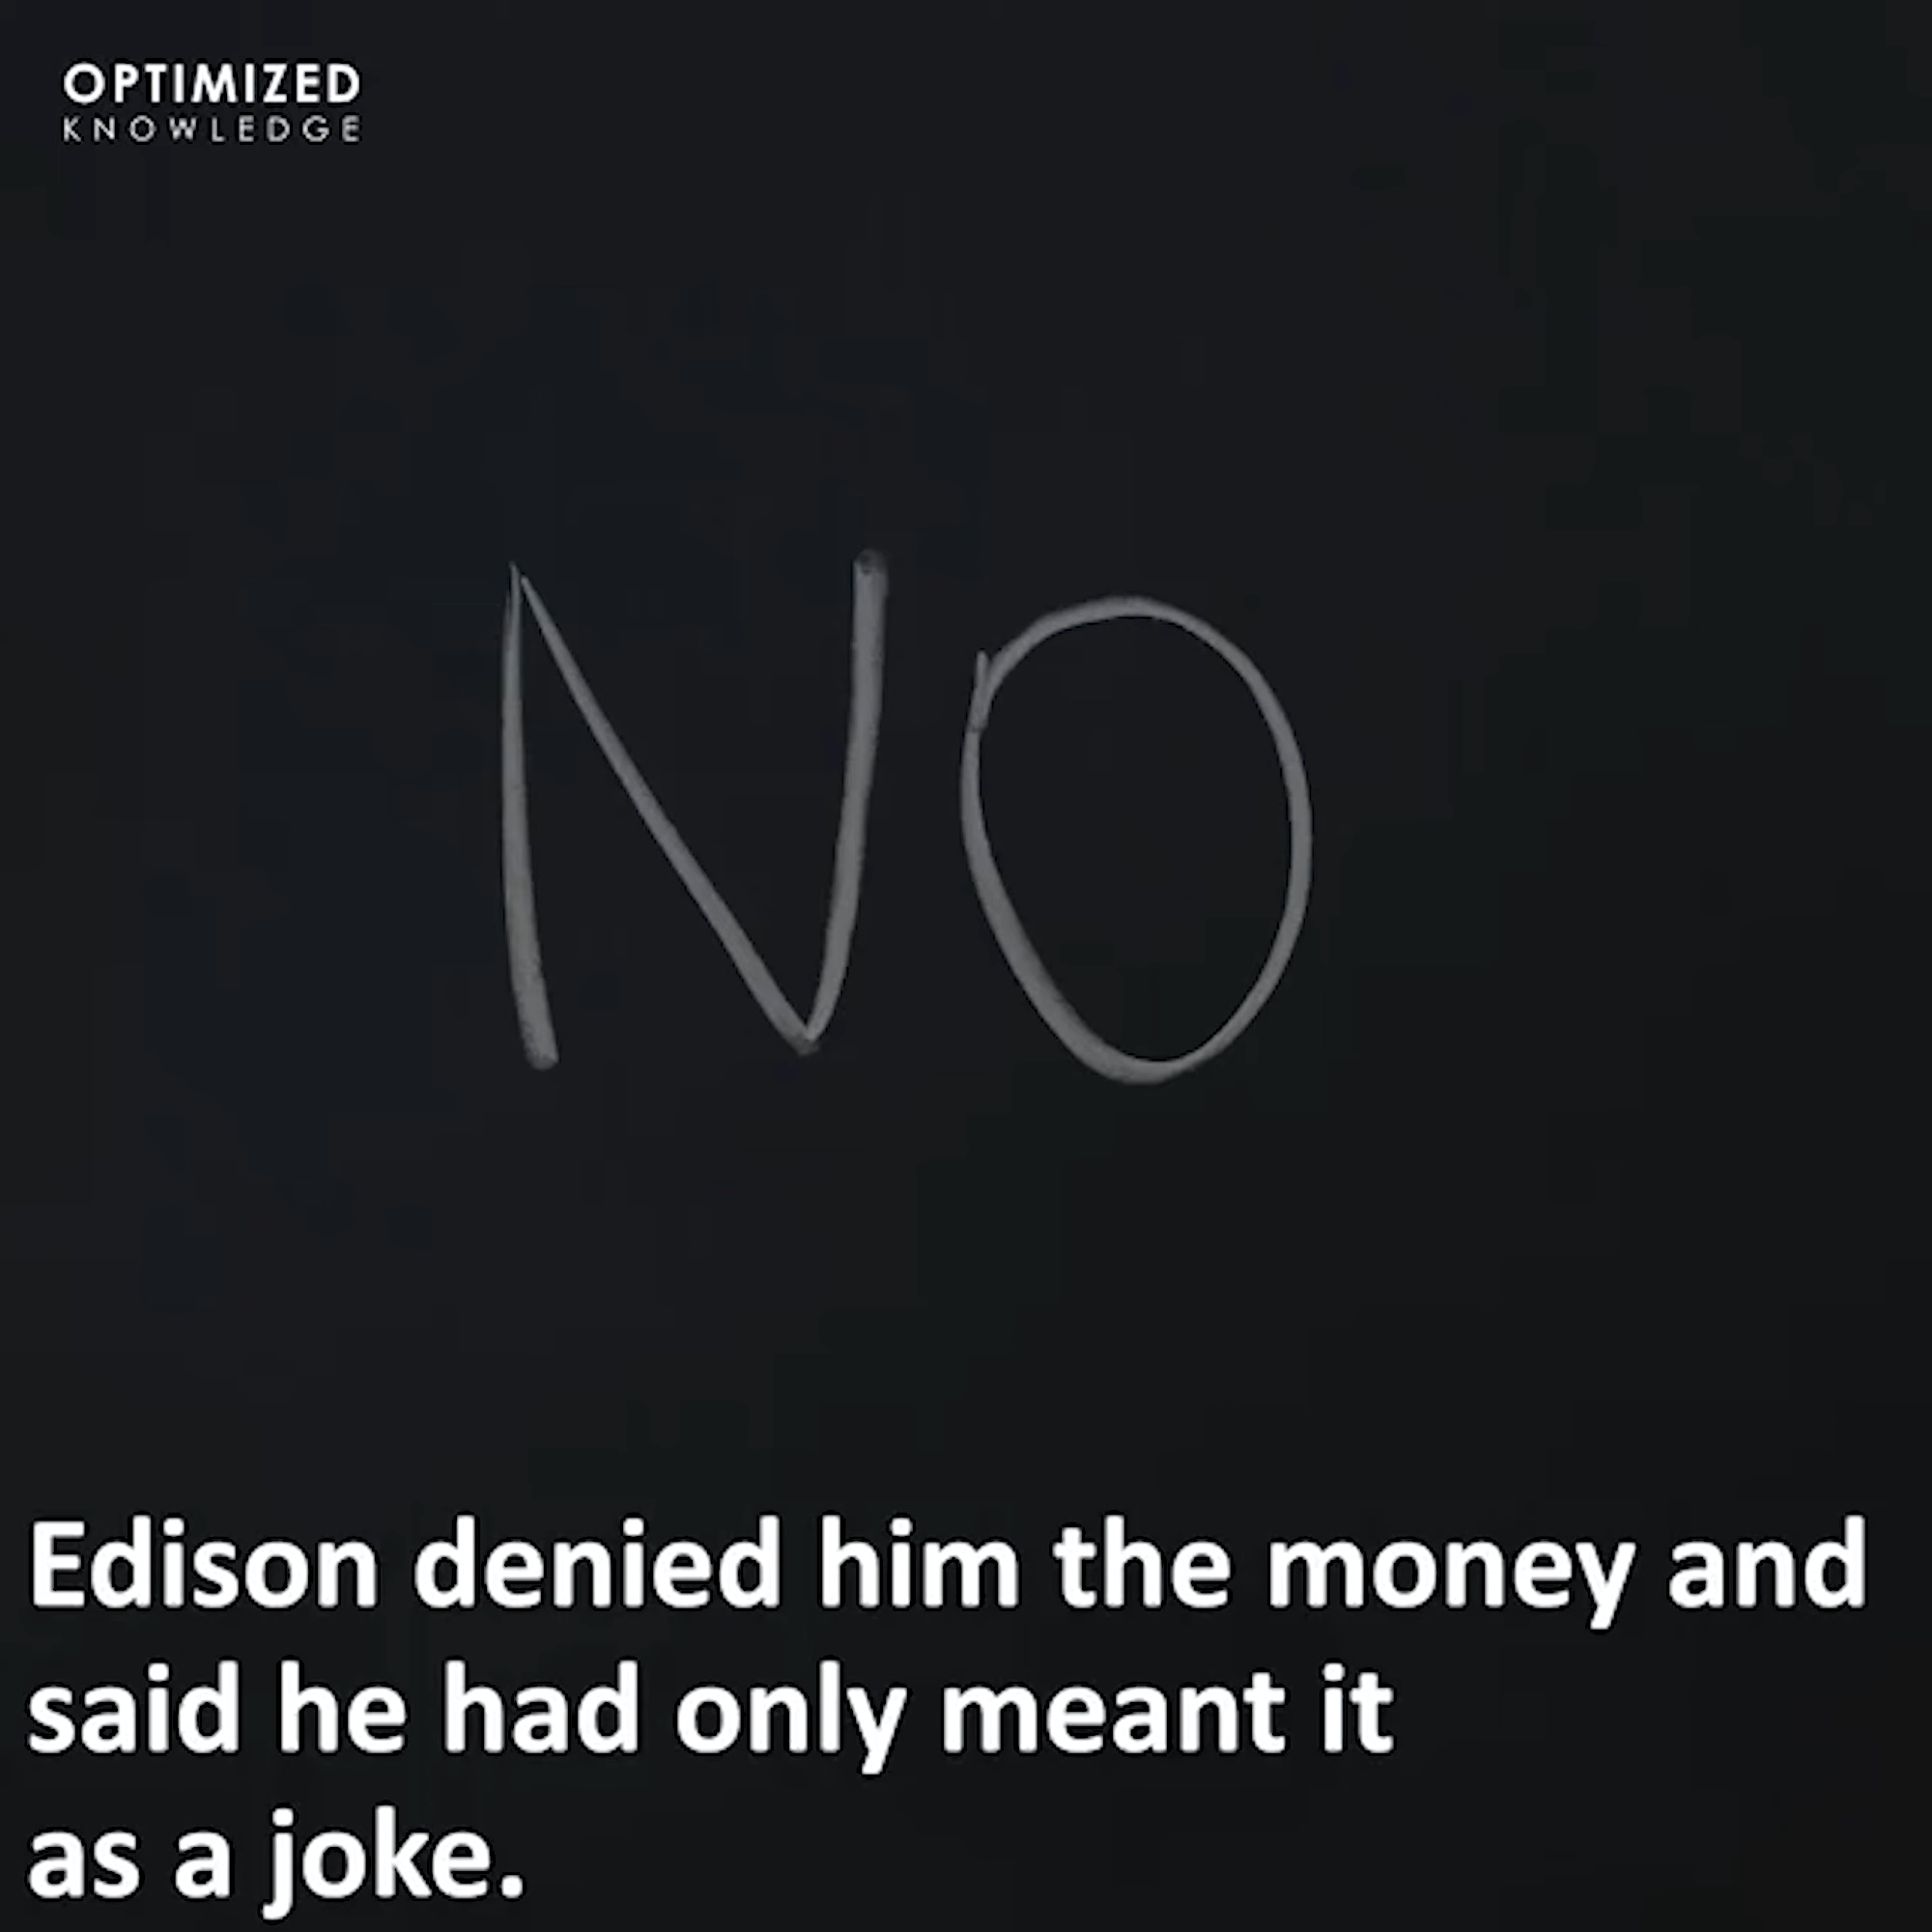 OPTIMIZED
KNOWLEDGE
NO
Edison denied him the money and
said he had only meant it
as a joke.